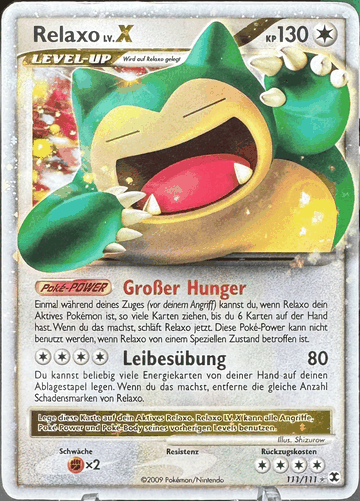 Relaxo LV.X KP 130
LEVEL-UP Wird auf Relaxo gelegt
Poké-POWER Großer Hunger
Einmal während deines Zuges (vor deinem Angriff) kannst du, wenn Relaxo dein
Aktives Pokémon ist, so viele Karten ziehen, bis du 6 Karten auf der Hand
hast. Wenn du das machst, schläft Relaxo jetzt. Diese Poké-Power kann nicht
benutzt werden, wenn Relaxo von einem Speziellen Zustand betroffen ist.
Leibesübung 80
Du kannst beliebig viele Energiekarten von deiner Hand auf deinen
Ablagestapel legen. Wenn du das machst, entferne die gleiche Anzahl
Schadensmarken von Relaxo.
Lege diese Karte auf dein Aktives Relaxo. Relaxo LV.X kann alle Angriffe,
Poké-Power und Poké-Body seines vorherigen Levels benutzen.
Illus. Shizurow
Schwäche Resistenz Rückzugskosten
×2
111/111
©2009 Pokémon/Nintendo